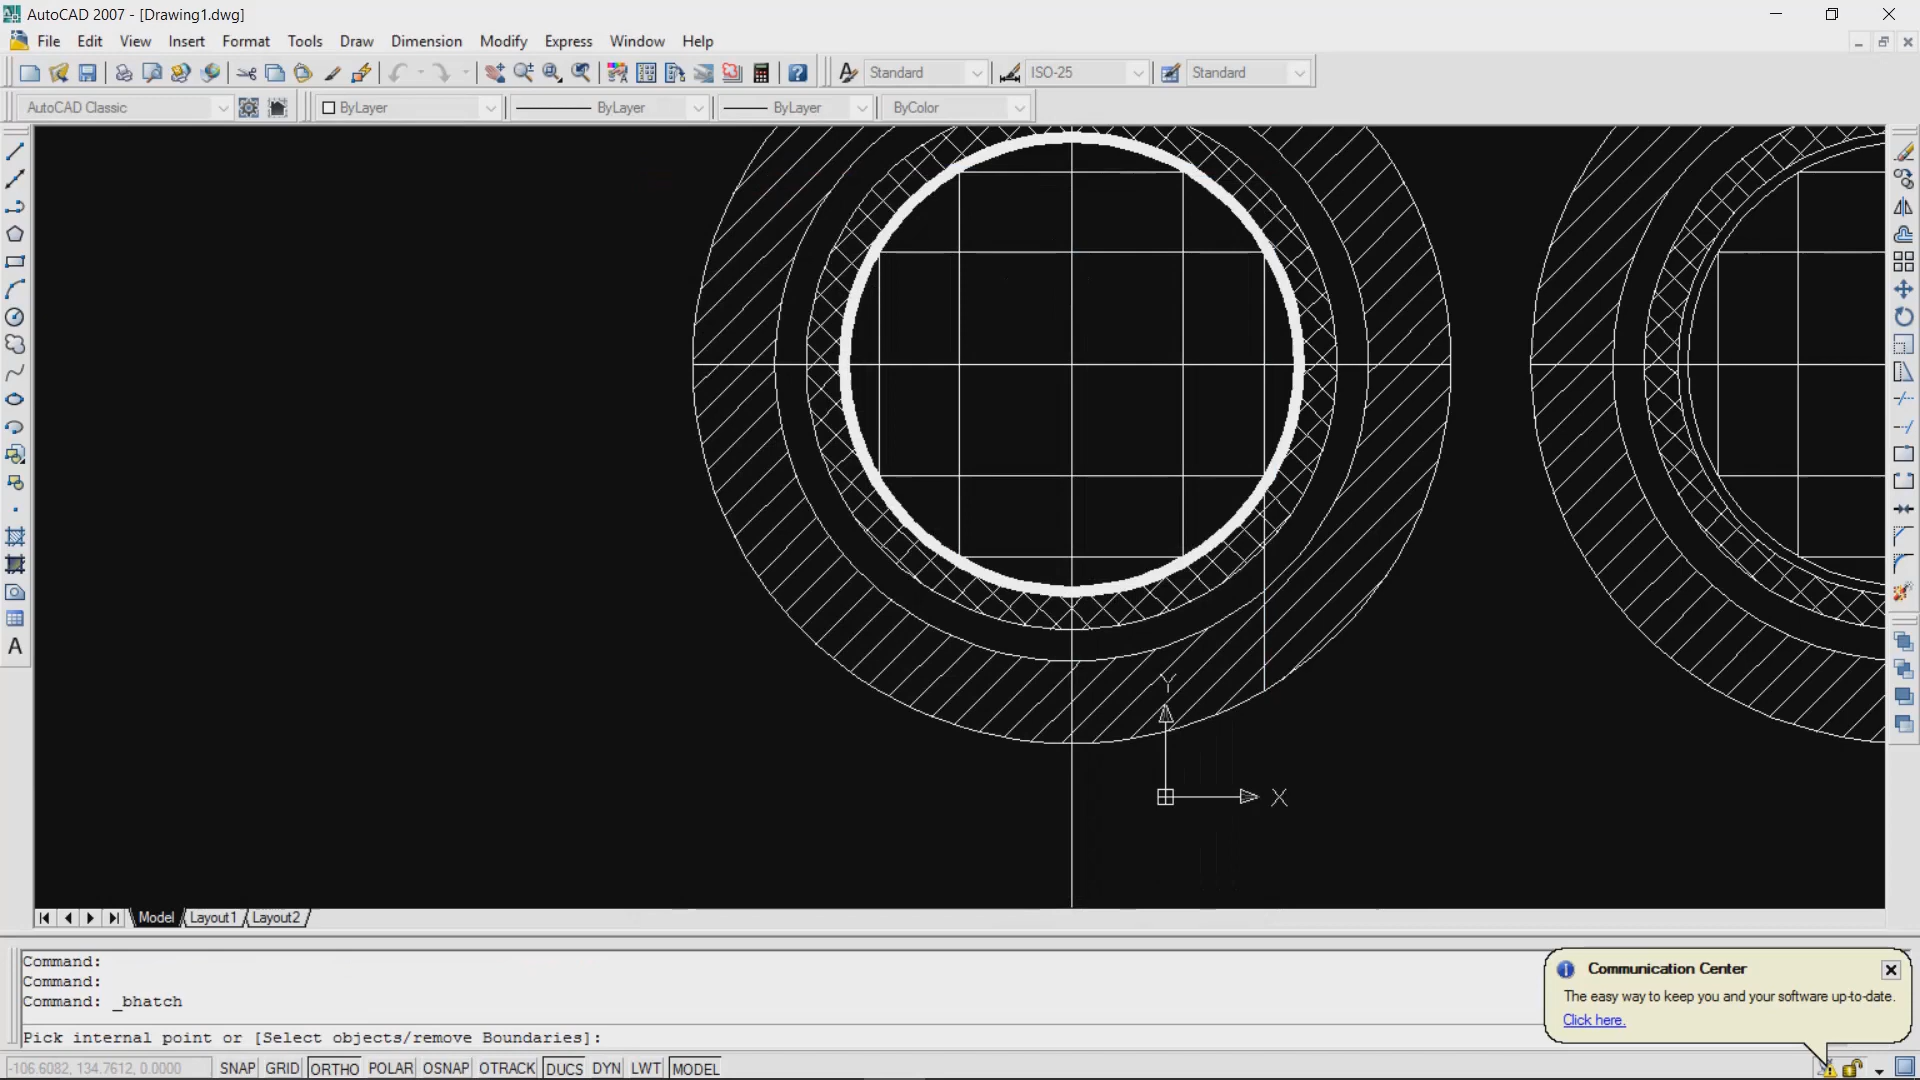 AutoCAD 2007 - [Drawing1.dwg]
File Edit View Insert Format Tools Draw Dimension Modify Express Window Help
Standard ISO-25 Standard
AutoCAD Classic ByLayer ByLayer ByLayer ByColor
A
Y
X
Model Layout1 Layout2
Command:
Command:
Command: _bhatch
Pick internal point or [Select objects/remove Boundaries]:
Communication Center
The easy way to keep you and your software up-to-date.
Click here.
-106.6082, 134.7612, 0.0000 SNAP GRID ORTHO POLAR OSNAP OTRACK DUCS DYN LWT MODEL